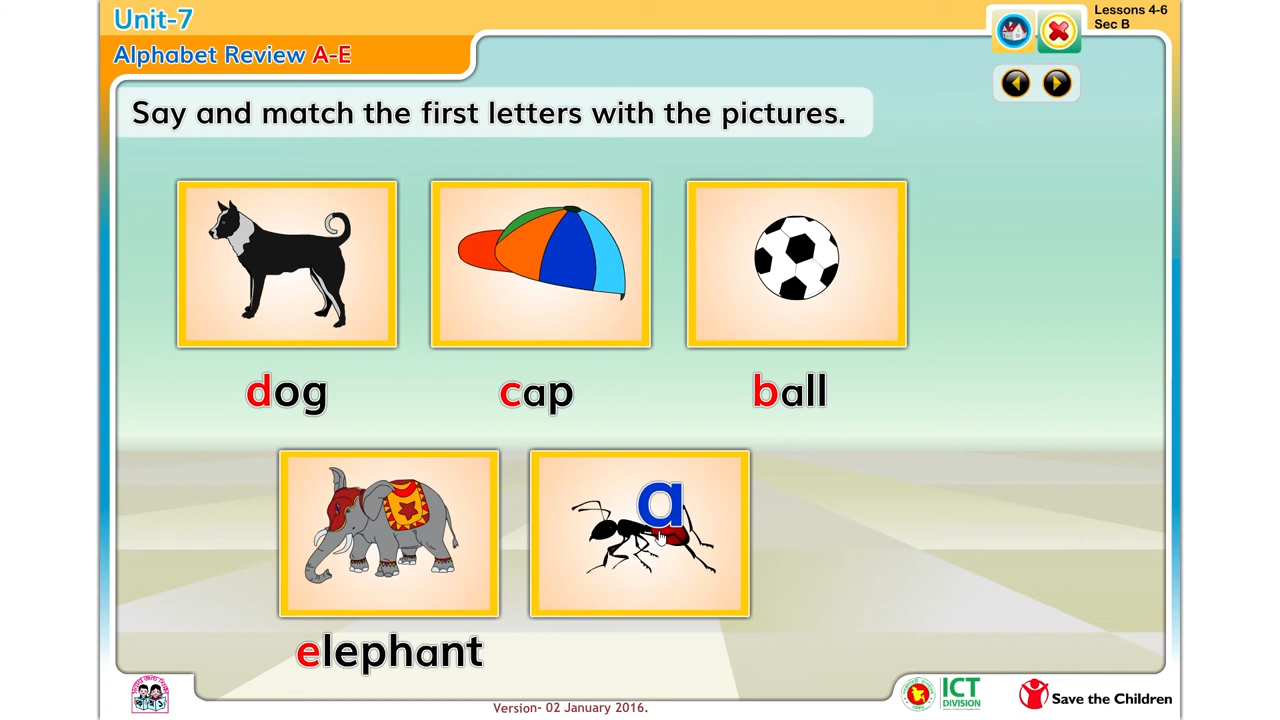 Unit-7
Lessons 4-6
Sec B
Alphabet Review A-E
Say and match the first letters with the pictures.
dog
cap
ball
a
elephant
Version- 02 January 2016.
ICT
DIVISION
Save the Children